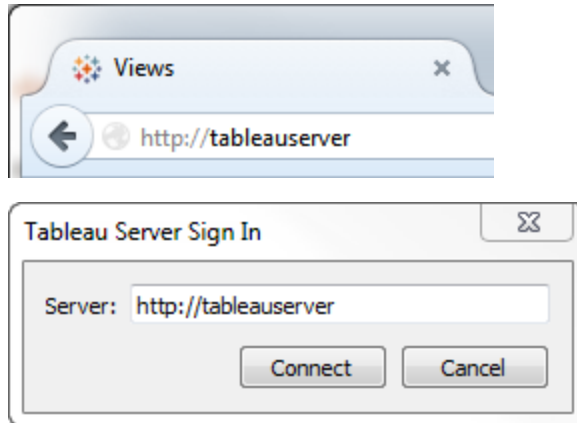 Views
http://tableauserver
Tableau Server Sign In
Server: http://tableauserver
Connect Cancel